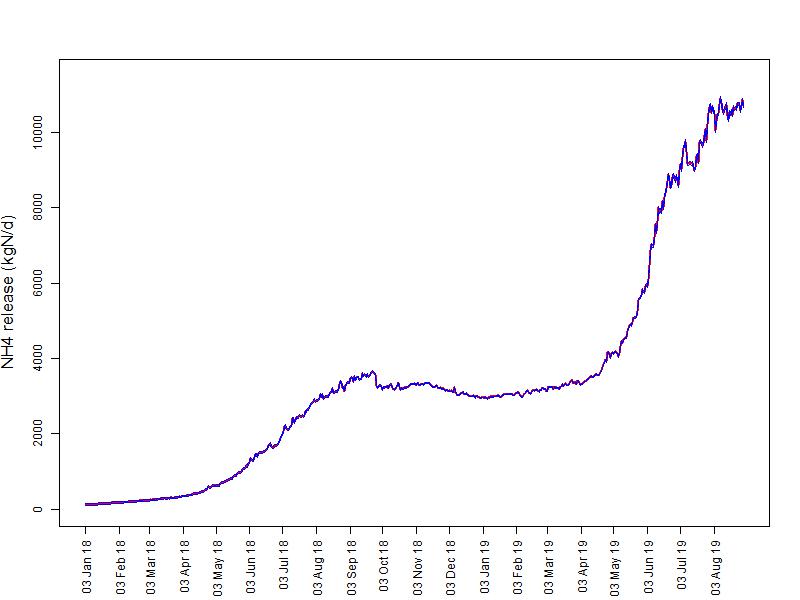 NH4 release (kgN/d)
10000
8000
6000
4000
2000
0
03 Jan 18
03 Feb 18
03 Mar 18
03 Apr 18
03 May 18
03 Jun 18
03 Jul 18
03 Aug 18
03 Sep 18
03 Oct 18
03 Nov 18
03 Dec 18
03 Jan 19
03 Feb 19
03 Mar 19
03 Apr 19
03 May 19
03 Jun 19
03 Jul 19
03 Aug 19